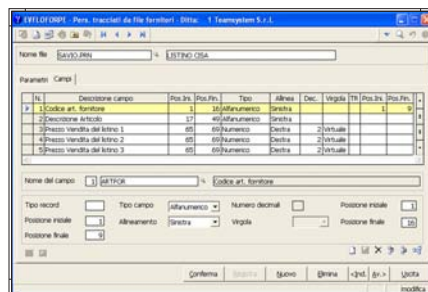 EVELFORPE - Pers. tracciati da file fornitori - Ditta: 1 Teamsystem S.r.l.
Nome file SAVIO.PRN LISTINO CISA
Parametri Campi
N. Descrizione campo Pos.Ini. Pos.Fin. Tipo Allinea Dec. Virgola TR Pos.Ini. Pos.Fin.
1 Codice art. fornitore 1 16 Alfanumerico Sinistra 1 9
2 Descrizione Articolo 17 49 Alfanumerico Sinistra
3 Prezzo Vendita del listino 1 65 69 Numerico Destra 2 Virtuale
4 Prezzo Vendita del listino 2 65 69 Numerico Destra 2 Virtuale
5 Prezzo Vendita del listino 3 65 69 Numerico Destra 2 Virtuale
Nome del campo 1 ARTFOR Codice art. fornitore
Tipo record Tipo campo Alfanumerico Numero decimali Posizione iniziale 1
Posizione iniziale 1 Allineamento Sinistra Virgola Posizione finale 16
Posizione finale 9
Conferma Nuovo Elimina <Ind. Av.> Uscita
modifica